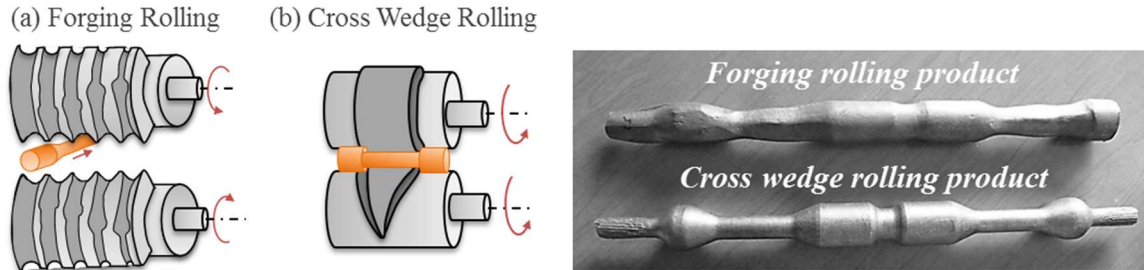 (a) Forging Rolling
(b) Cross Wedge Rolling
Forging rolling product
Cross wedge rolling product